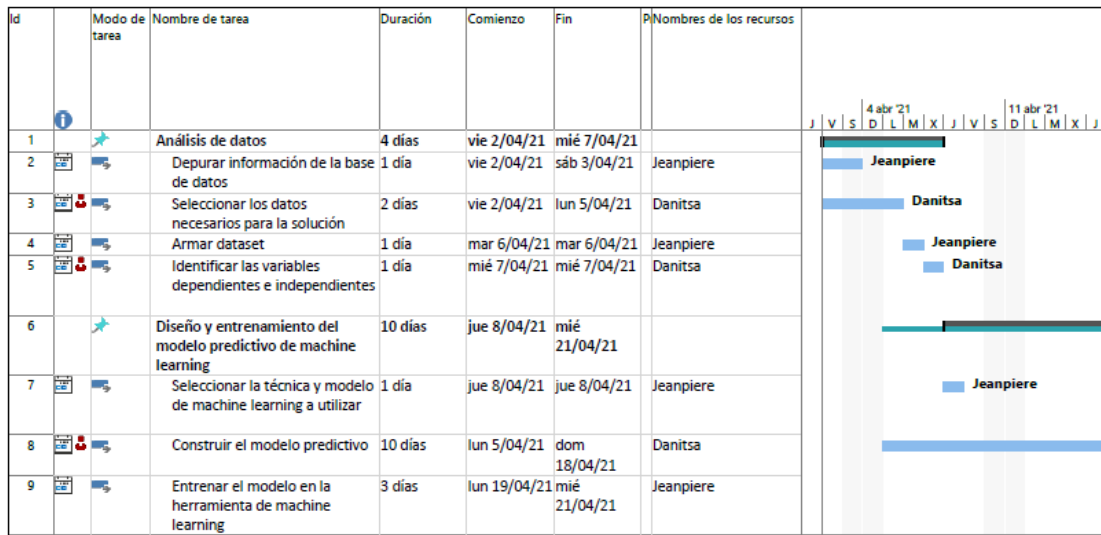 Id Modo de tarea Nombre de tarea Duración Comienzo Fin P Nombres de los recursos
4 abr '21 11 abr '21
J V S D L M X J V S D L M X J
1 Análisis de datos 4 días vie 2/04/21 mié 7/04/21
2 Depurar información de la base de datos 1 día vie 2/04/21 sáb 3/04/21 Jeanpiere Jeanpiere
3 Seleccionar los datos necesarios para la solución 2 días vie 2/04/21 lun 5/04/21 Danitsa Danitsa
4 Armar dataset 1 día mar 6/04/21 mar 6/04/21 Jeanpiere Jeanpiere
5 Identificar las variables dependientes e independientes 1 día mié 7/04/21 mié 7/04/21 Danitsa Danitsa
6 Diseño y entrenamiento del modelo predictivo de machine learning 10 días jue 8/04/21 mié 21/04/21
7 Seleccionar la técnica y modelo de machine learning a utilizar 1 día jue 8/04/21 jue 8/04/21 Jeanpiere Jeanpiere
8 Construir el modelo predictivo 10 días lun 5/04/21 dom 18/04/21 Danitsa
9 Entrenar el modelo en la herramienta de machine learning 3 días lun 19/04/21 mié 21/04/21 Jeanpiere